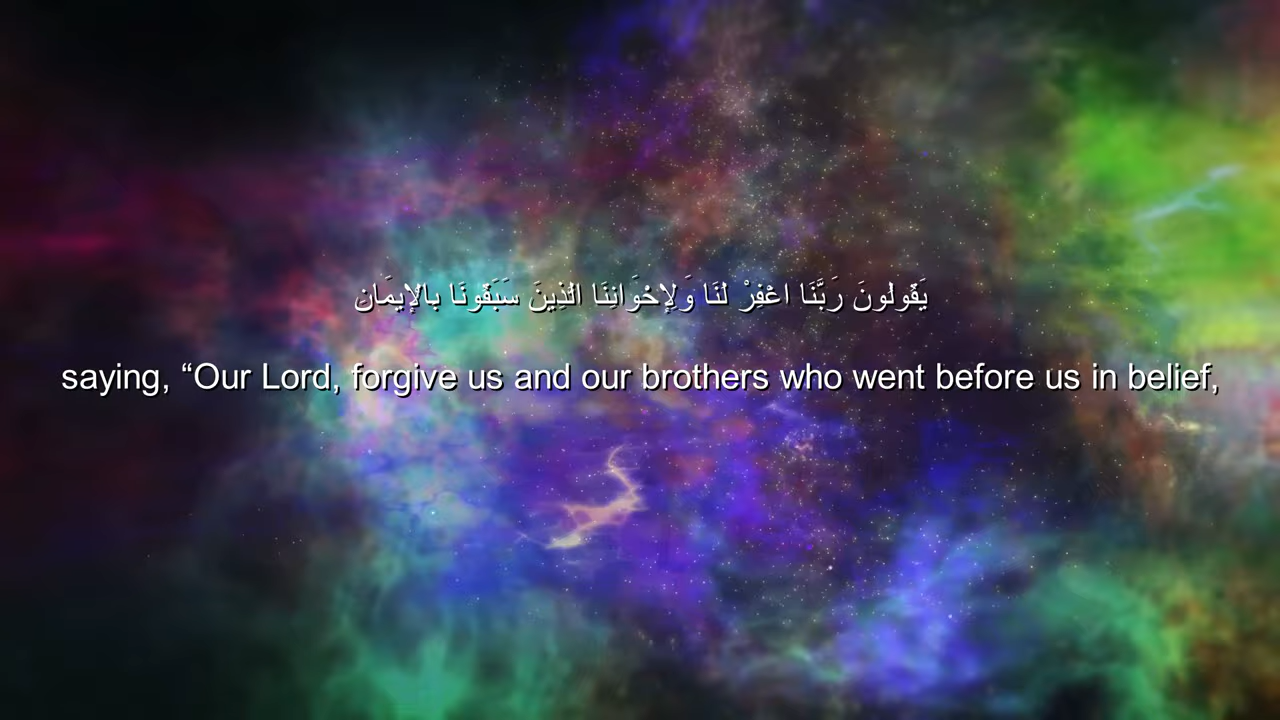 يَقُولُونَ رَبَّنَا اغْفِرْ لَنَا وَلِإِخْوَانِنَا الَّذِينَ سَبَقُونَا بِالْإِيمَانِ
saying, “Our Lord, forgive us and our brothers who went before us in belief,